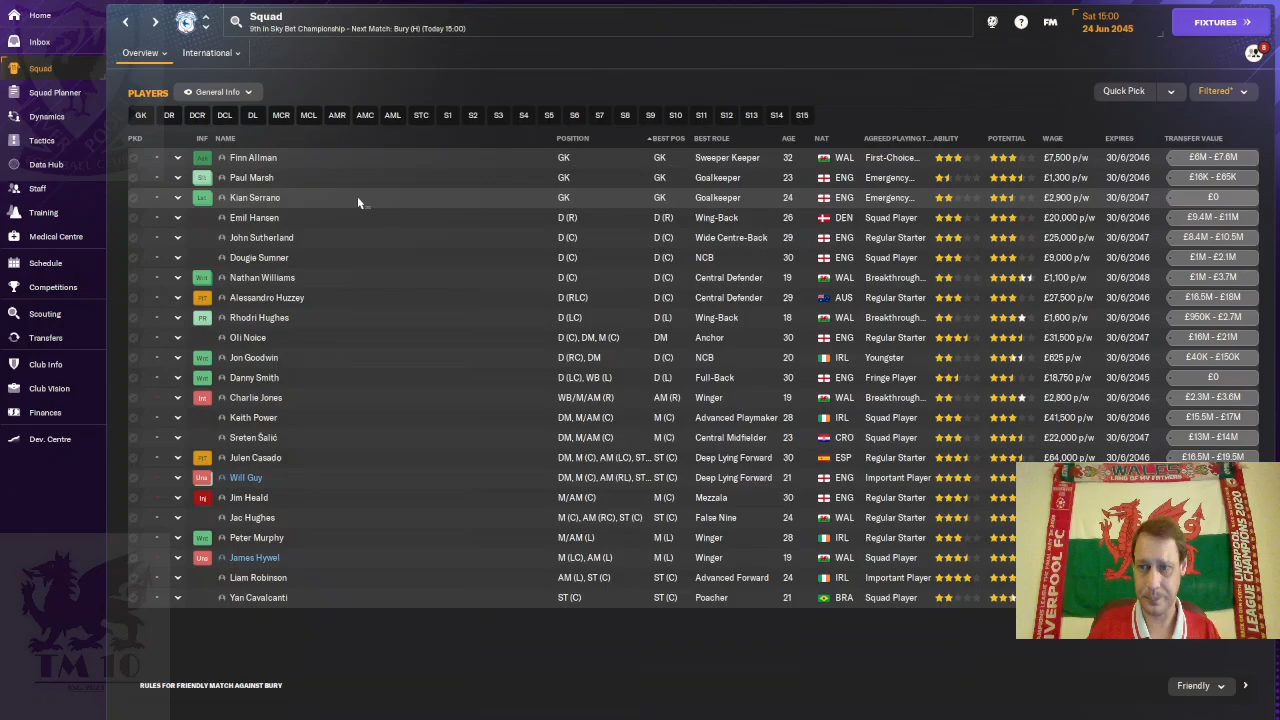 Home
Inbox
Squad
Squad Planner
Dynamics
Tactics
Data Hub
Staff
Training
Medical Centre
Schedule
Competitions
Scouting
Transfers
Club Info
Club Vision
Finances
Dev. Centre
TM 10
Squad
9th in Sky Bet Championship - Next Match: Bury (H) (Today 15:00)
FM
Sat 15:00
24 Jun 2045
FIXTURES
8
Overview International
PLAYERS General Info Quick Pick Filtered*
GK DR DCR DCL DL MCR MCL AMR AMC AML STC S1 S2 S3 S4 S5 S6 S7 S8 S9 S10 S11 S12 S13 S14 S15
PKD INF NAME POSITION BEST POS BEST ROLE AGE NAT AGREED PLAYING T... ABILITY POTENTIAL WAGE EXPIRES TRANSFER VALUE
Finn Allman GK GK Sweeper Keeper 32 WAL First-Choice... £7,500 p/w 30/6/2046 £6M - £7.6M
Paul Marsh GK GK Goalkeeper 23 ENG Emergency... £1,300 p/w 30/6/2046 £16K - £65K
Kian Serrano GK GK Goalkeeper 24 ENG Emergency... £2,900 p/w 30/6/2047 £0
Emil Hansen D (R) D (R) Wing-Back 26 DEN Squad Player £20,000 p/w 30/6/2046 £9.4M - £11M
John Sutherland D (C) D (C) Wide Centre-Back 29 ENG Regular Starter £25,000 p/w 30/6/2047 £8.4M - £10.5M
Dougie Sumner D (C) D (C) NCB 30 ENG Squad Player £9,000 p/w 30/6/2046 £1M - £2.1M
Nathan Williams D (C) D (C) Central Defender 19 WAL Breakthrough... £1,100 p/w 30/6/2048 £1M - £3.7M
Alessandro Huzzey D (RLC) D (C) Central Defender 29 AUS Regular Starter £27,500 p/w 30/6/2046 £16.5M - £18M
PR Rhodri Hughes D (LC) D (L) Wing-Back 18 WAL Breakthrough... £1,600 p/w 30/6/2046 £950K - £2.7M
Oli Noice D (C), DM, M (C) DM Anchor 30 ENG Regular Starter £31,500 p/w 30/6/2046 £16M - £21M
Wnt Jon Goodwin D (RC), DM D (C) NCB 20 IRL Youngster £625 p/w 30/6/2046 £40K - £150K
Wnt Danny Smith D (LC), WB (L) D (L) Full-Back 30 ENG Fringe Player £18,750 p/w 30/6/2045 £0
Int Charlie Jones WB/M/AM (R) AM (R) Winger 19 WAL Breakthrough... £2,800 p/w 30/6/2046 £2.3M - £3.6M
Keith Power DM, M/AM (C) M (C) Advanced Playmaker 28 IRL Squad Player £41,500 p/w 30/6/2046 £15.5M - £17M
Sreten Šalić DM, M/AM (C) M (C) Central Midfielder 23 CRO Squad Player £22,000 p/w 30/6/2047 £13M - £14M
Julen Casado DM, M (C), AM (LC), ST... ST (C) Deep Lying Forward 30 ESP Regular Starter £64,000 p/w 30/6/2046 £16.5M - £19.5M
Una Will Guy DM, M (C), AM (RL), ST... ST (C) Deep Lying Forward 21 ENG Important Player
Inj Jim Heald M/AM (C) M (C) Mezzala 30 ENG Regular Starter
Jac Hughes M (C), AM (RC), ST (C) ST (C) False Nine 24 WAL Regular Starter
Wnt Peter Murphy M/AM (L) M (L) Winger 28 IRL Regular Starter
Una James Hywel M (LC), AM (L) M (L) Winger 19 WAL Squad Player
Liam Robinson AM (L), ST (C) ST (C) Advanced Forward 24 IRL Important Player
Yan Cavalcanti ST (C) ST (C) Poacher 21 BRA Squad Player
WALES
LAND OF MY FATHERS
LIVERPOOL FC
LIVERPOOL
LEAGUE CHAMPIONS 2020
RULES FOR FRIENDLY MATCH AGAINST BURY
Friendly